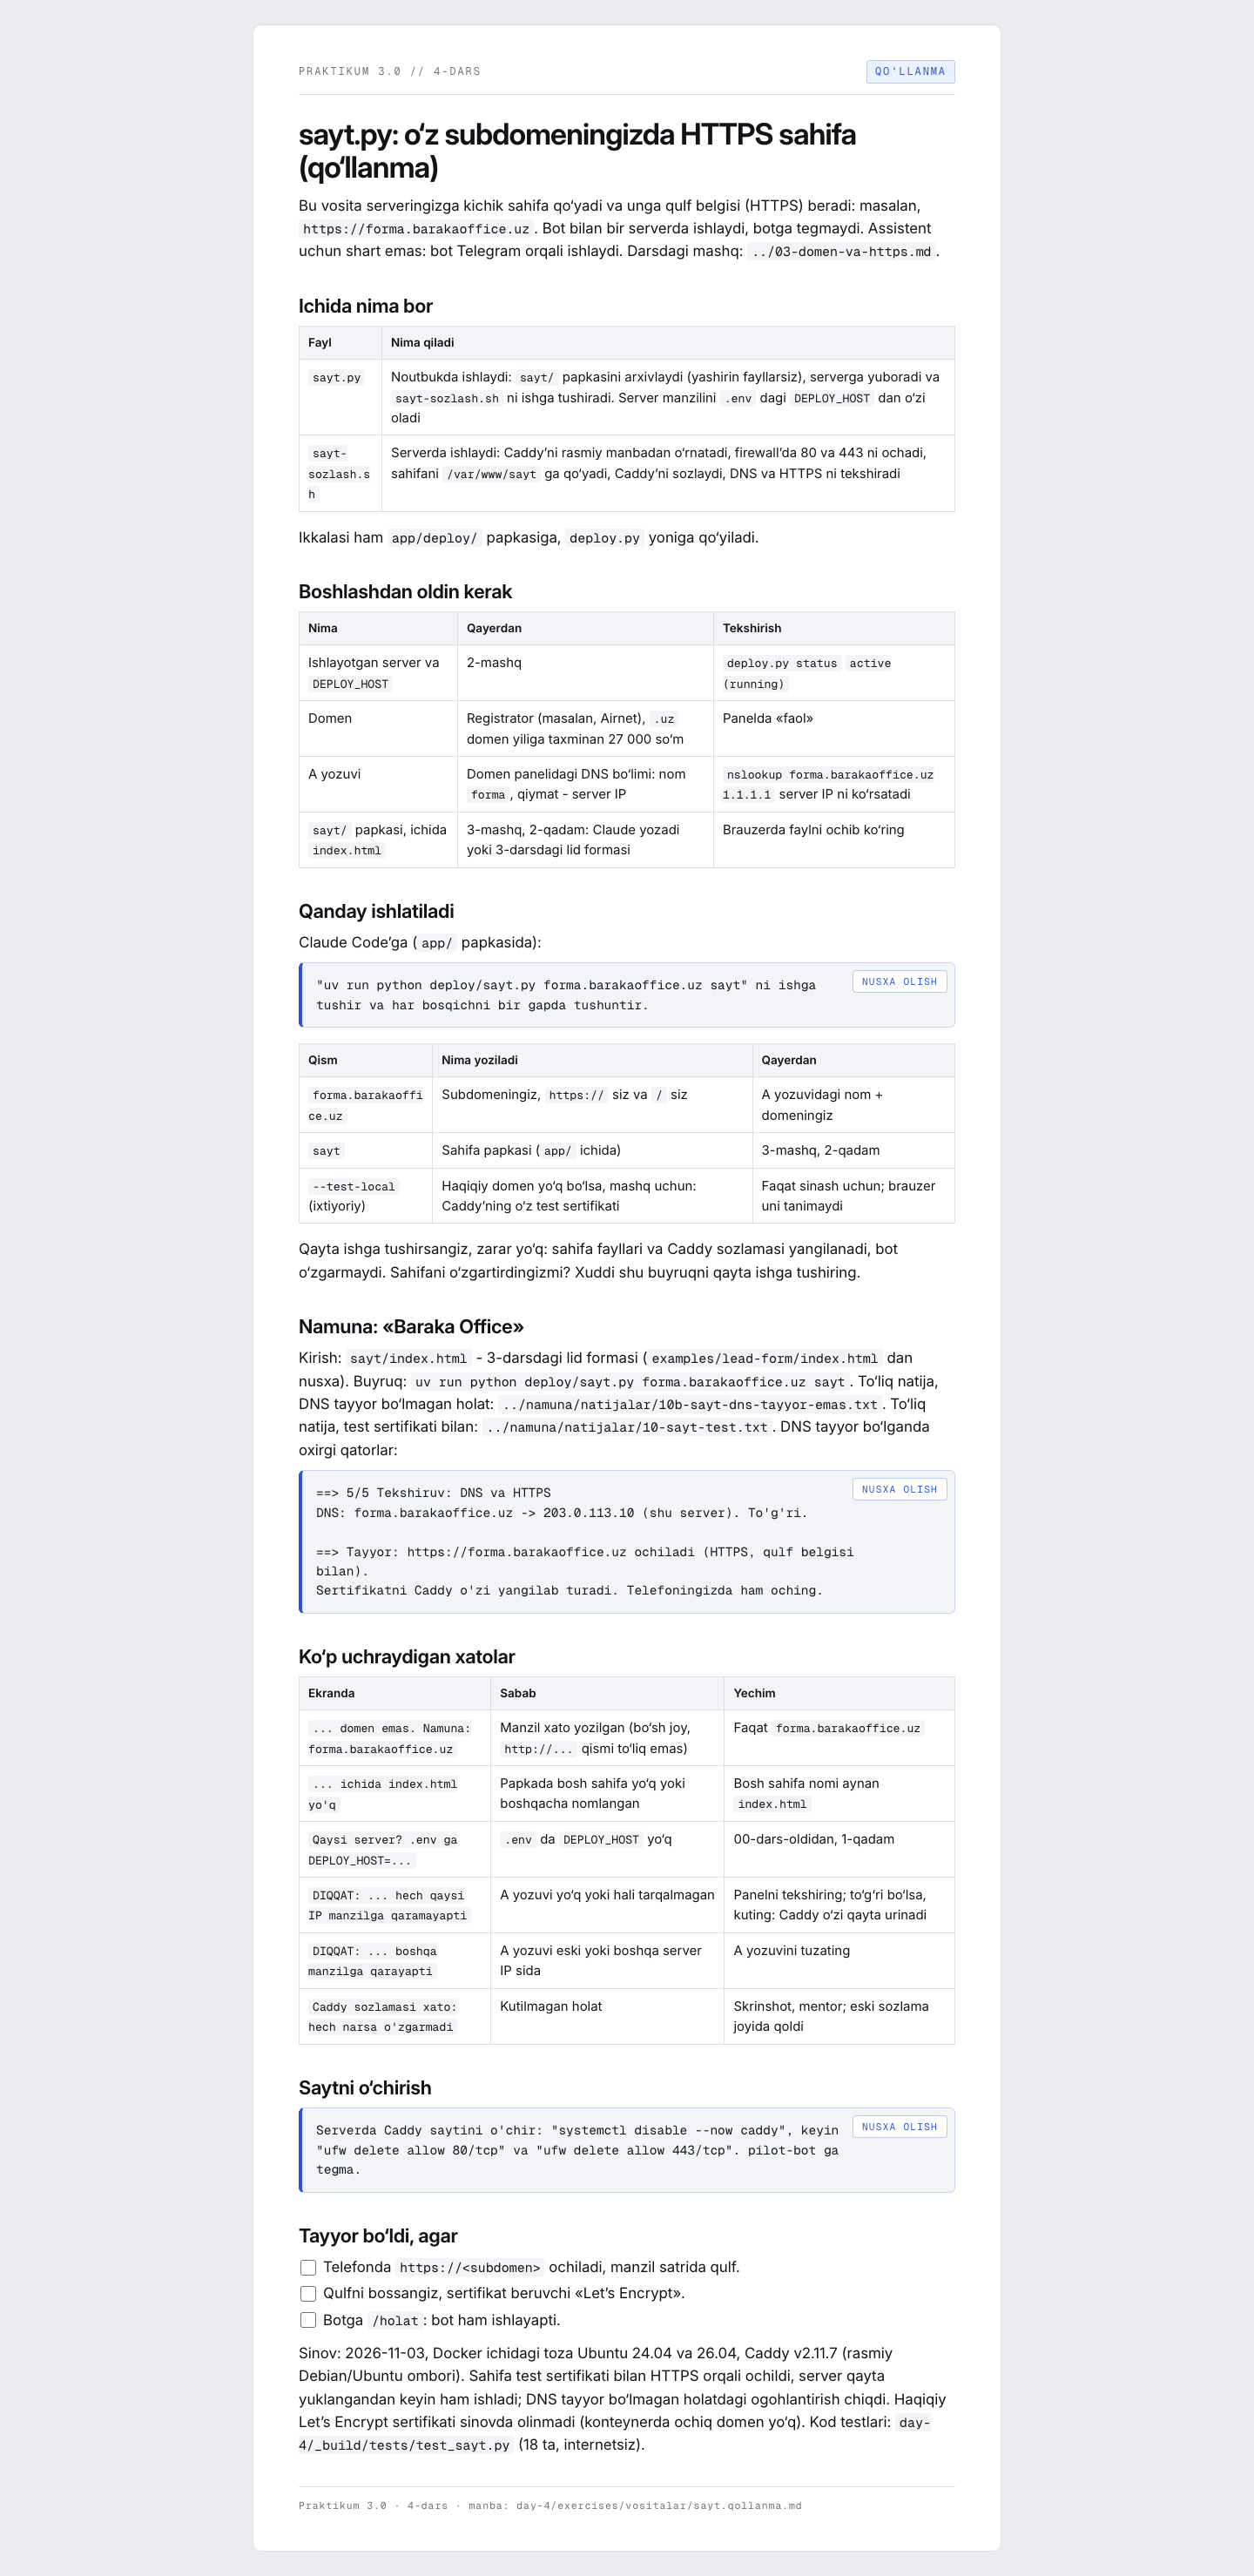 PRAKTIKUM 3.0 // 4-DARS
QO'LLANMA
sayt.py: o‘z subdomeningizda HTTPS sahifa
(qo‘llanma)
Bu vosita serveringizga kichik sahifa qo‘yadi va unga qulf belgisi (HTTPS) beradi: masalan,
https://forma.barakaoffice.uz. Bot bilan bir serverda ishlaydi, botga tegmaydi. Assistent
uchun shart emas: bot Telegram orqali ishlaydi. Darsdagi mashq: ../03-domen-va-https.md.
Ichida nima bor
Fayl
Nima qiladi
sayt.py
Noutbukda ishlaydi: sayt/ papkasini arxivlaydi (yashirin fayllarsiz), serverga yuboradi va
sayt-sozlash.sh ni ishga tushiradi. Server manzilini .env dagi DEPLOY_HOST dan o‘zi
oladi
sayt-
sozlash.s
h
Serverda ishlaydi: Caddy’ni rasmiy manbadan o‘rnatadi, firewall’da 80 va 443 ni ochadi,
sahifani /var/www/sayt ga qo‘yadi, Caddy’ni sozlaydi, DNS va HTTPS ni tekshiradi
Ikkalasi ham app/deploy/ papkasiga, deploy.py yoniga qo‘yiladi.
Boshlashdan oldin kerak
Nima
Qayerdan
Tekshirish
Ishlayotgan server va
DEPLOY_HOST
2-mashq
deploy.py status active
(running)
Domen
Registrator (masalan, Airnet), .uz
domen yiliga taxminan 27 000 so‘m
Panelda «faol»
A yozuvi
Domen panelidagi DNS bo‘limi: nom
forma, qiymat - server IP
nslookup forma.barakaoffice.uz
1.1.1.1 server IP ni ko‘rsatadi
sayt/ papkasi, ichida
index.html
3-mashq, 2-qadam: Claude yozadi
yoki 3-darsdagi lid formasi
Brauzerda faylni ochib ko‘ring
Qanday ishlatiladi
Claude Code’ga (app/ papkasida):
"uv run python deploy/sayt.py forma.barakaoffice.uz sayt" ni ishga
tushir va har bosqichni bir gapda tushuntir.
NUSXA OLISH
Qism
Nima yoziladi
Qayerdan
forma.barakaoffi
ce.uz
Subdomeningiz, https:// siz va / siz
A yozuvidagi nom +
domeningiz
sayt
Sahifa papkasi (app/ ichida)
3-mashq, 2-qadam
--test-local
(ixtiyoriy)
Haqiqiy domen yo‘q bo‘lsa, mashq uchun:
Caddy’ning o‘z test sertifikati
Faqat sinash uchun; brauzer
uni tanimaydi
Qayta ishga tushirsangiz, zarar yo‘q: sahifa fayllari va Caddy sozlamasi yangilanadi, bot
o‘zgarmaydi. Sahifani o‘zgartirdingizmi? Xuddi shu buyruqni qayta ishga tushiring.
Namuna: «Baraka Office»
Kirish: sayt/index.html - 3-darsdagi lid formasi (examples/lead-form/index.html dan
nusxa). Buyruq: uv run python deploy/sayt.py forma.barakaoffice.uz sayt. To‘liq natija,
DNS tayyor bo‘lmagan holat: ../namuna/natijalar/10b-sayt-dns-tayyor-emas.txt. To‘liq
natija, test sertifikati bilan: ../namuna/natijalar/10-sayt-test.txt. DNS tayyor bo‘lganda
oxirgi qatorlar:
==> 5/5 Tekshiruv: DNS va HTTPS
DNS: forma.barakaoffice.uz -> 203.0.113.10 (shu server). To'g'ri.
==> Tayyor: https://forma.barakaoffice.uz ochiladi (HTTPS, qulf belgisi
bilan).
Sertifikatni Caddy o'zi yangilab turadi. Telefoningizda ham oching.
NUSXA OLISH
Ko‘p uchraydigan xatolar
Ekranda
Sabab
Yechim
... domen emas. Namuna:
forma.barakaoffice.uz
Manzil xato yozilgan (bo‘sh joy,
http://... qismi to‘liq emas)
Faqat forma.barakaoffice.uz
... ichida index.html
yo'q
Papkada bosh sahifa yo‘q yoki
boshqacha nomlangan
Bosh sahifa nomi aynan
index.html
Qaysi server? .env ga
DEPLOY_HOST=...
.env da DEPLOY_HOST yo‘q
00-dars-oldidan, 1-qadam
DIQQAT: ... hech qaysi
IP manzilga qaramayapti
A yozuvi yo‘q yoki hali tarqalmagan
Panelni tekshiring; to‘g‘ri bo‘lsa,
kuting: Caddy o‘zi qayta urinadi
DIQQAT: ... boshqa
manzilga qarayapti
A yozuvi eski yoki boshqa server
IP sida
A yozuvini tuzating
Caddy sozlamasi xato:
hech narsa o'zgarmadi
Kutilmagan holat
Skrinshot, mentor; eski sozlama
joyida qoldi
Saytni o‘chirish
Serverda Caddy saytini o'chir: "systemctl disable --now caddy", keyin
"ufw delete allow 80/tcp" va "ufw delete allow 443/tcp". pilot-bot ga
tegma.
NUSXA OLISH
Tayyor bo‘ldi, agar
Telefonda https://<subdomen> ochiladi, manzil satrida qulf.
Qulfni bossangiz, sertifikat beruvchi «Let’s Encrypt».
Botga /holat: bot ham ishlayapti.
Sinov: 2026-11-03, Docker ichidagi toza Ubuntu 24.04 va 26.04, Caddy v2.11.7 (rasmiy
Debian/Ubuntu ombori). Sahifa test sertifikati bilan HTTPS orqali ochildi, server qayta
yuklangandan keyin ham ishladi; DNS tayyor bo‘lmagan holatdagi ogohlantirish chiqdi. Haqiqiy
Let’s Encrypt sertifikati sinovda olinmadi (konteynerda ochiq domen yo‘q). Kod testlari: day-
4/_build/tests/test_sayt.py (18 ta, internetsiz).
Praktikum 3.0 · 4-dars · manba: day-4/exercises/vositalar/sayt.qollanma.md